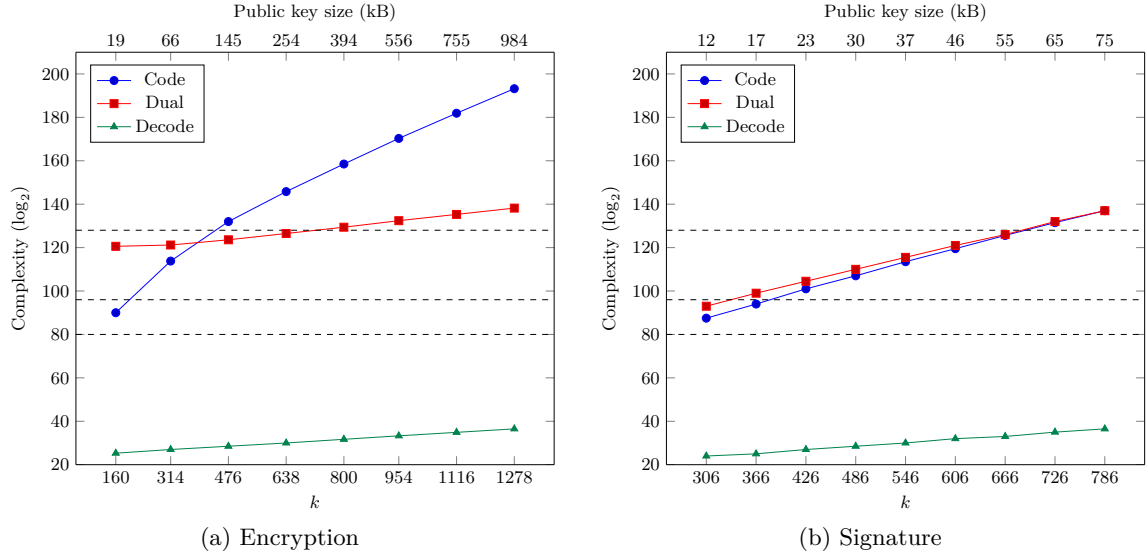 Public key size (kB)
19 66 145 254 394 556 755 984
200
180
160
140
120
100
80
60
40
20
Complexity (log2)
Code
Dual
Decode
160 314 476 638 800 954 1116 1278
k
(a) Encryption
Public key size (kB)
12 17 23 30 37 46 55 65 75
200
180
160
140
120
100
80
60
40
20
Complexity (log2)
Code
Dual
Decode
306 366 426 486 546 606 666 726 786
k
(b) Signature